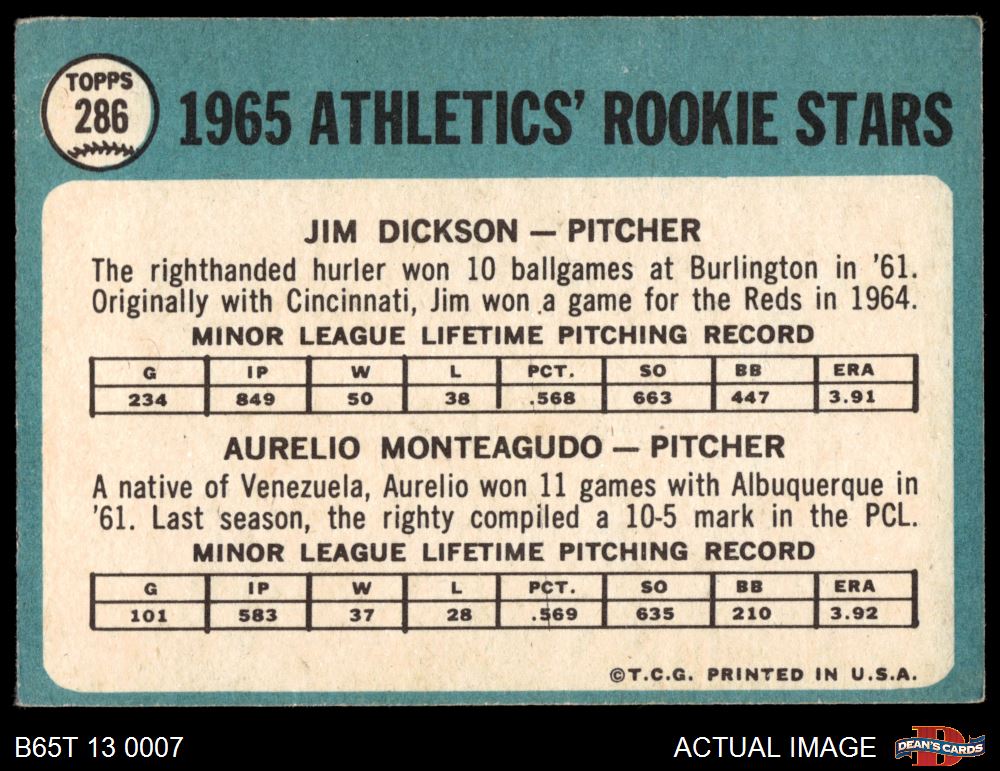 TOPPS
286
1965 ATHLETICS' ROOKIE STARS
JIM DICKSON — PITCHER
The righthanded hurler won 10 ballgames at Burlington in '61.
Originally with Cincinnati, Jim won a game for the Reds in 1964.
MINOR LEAGUE LIFETIME PITCHING RECORD
G IP W L PCT. SO BB ERA
234 849 50 38 .568 663 447 3.91
AURELIO MONTEAGUDO — PITCHER
A native of Venezuela, Aurelio won 11 games with Albuquerque in
'61. Last season, the righty compiled a 10-5 mark in the PCL.
MINOR LEAGUE LIFETIME PITCHING RECORD
G IP W L PCT. SO BB ERA
101 583 37 28 .569 635 210 3.92
©T.C.G. PRINTED IN U.S.A.
B65T 13 0007
ACTUAL IMAGE
D
DEAN'S CARDS